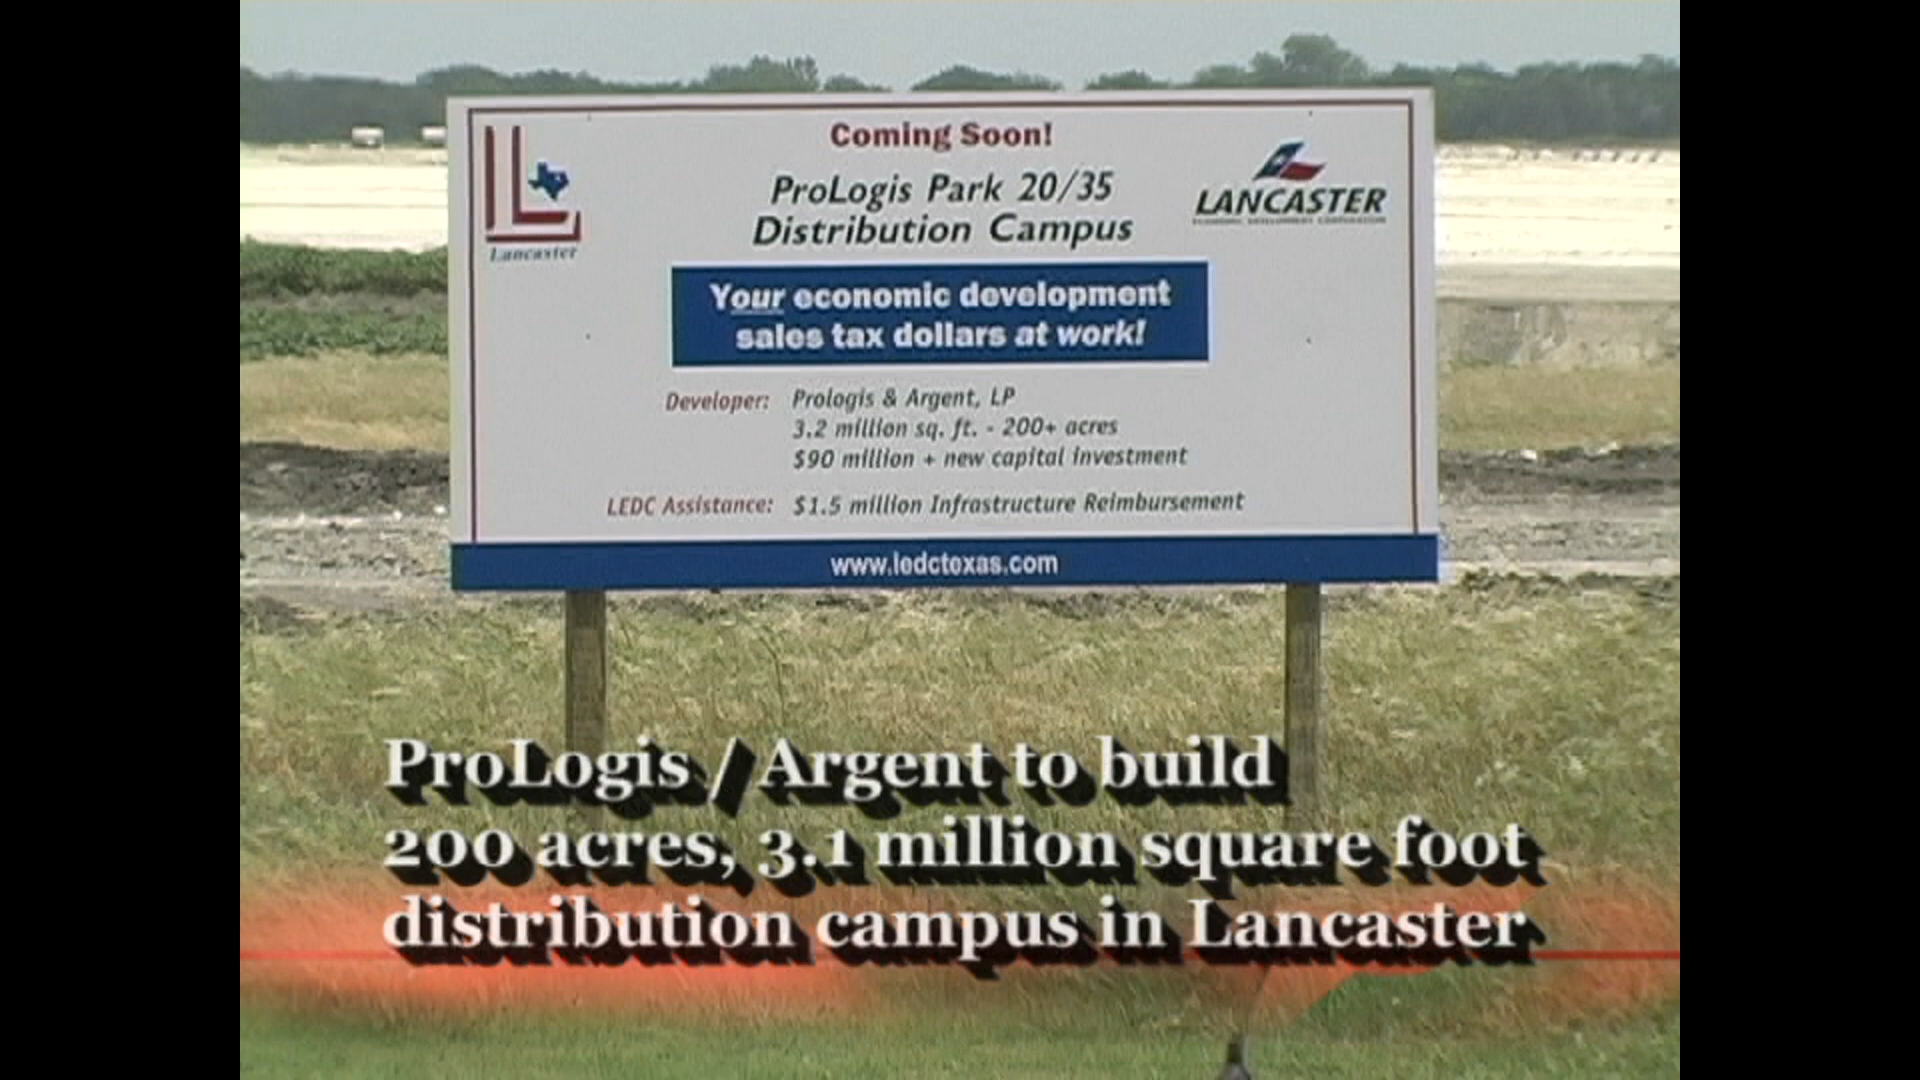 Coming Soon!
ProLogis Park 20/35
Distribution Campus
Lancaster
LANCASTER
Your economic development
sales tax dollars at work!
Developer: Prologis & Argent, LP
3.2 million sq. ft. - 200+ acres
$90 million + new capital investment
LEDC Assistance: $1.5 million Infrastructure Reimbursement
www.ledctexas.com
ProLogis / Argent to build
200 acres, 3.1 million square foot
distribution campus in Lancaster